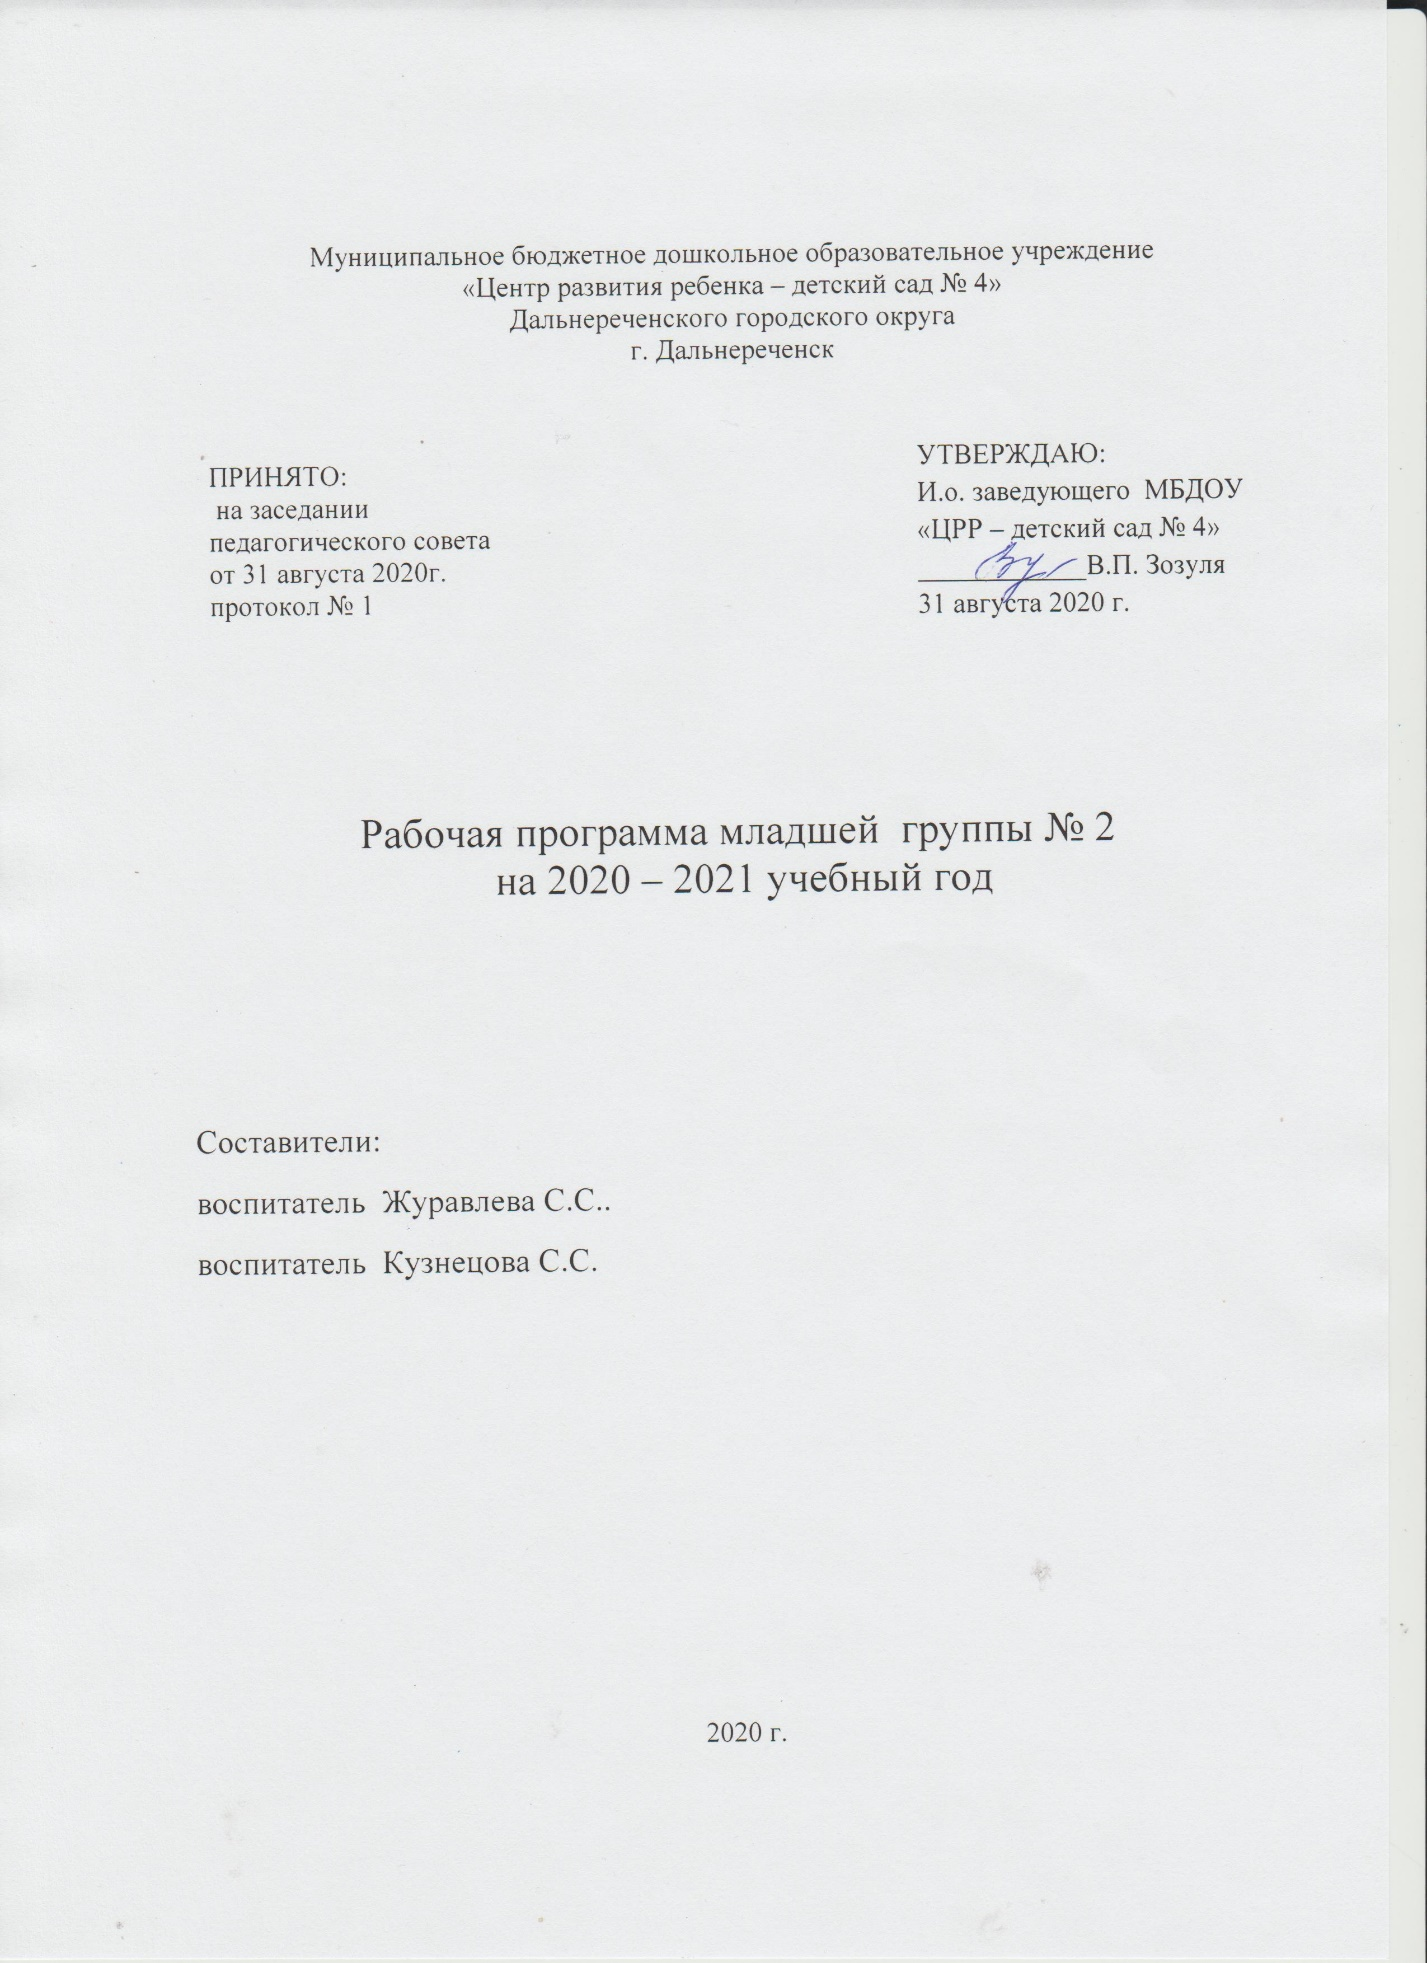 Муниципальное бюджетное дошкольное образовательное учреждение
«Центр развития ребенка – детский сад № 4»
Дальнереченского городского округа
г. Дальнереченск
ПРИНЯТО:
на заседании
педагогического совета
от 31 августа 2020г.
протокол № 1
УТВЕРЖДАЮ:
И.о. заведующего  МБДОУ
«ЦРР – детский сад № 4»
____________В.П. Зозуля
31 августа 2020 г.
Рабочая программа младшей  группы № 2
на 2020 – 2021 учебный год
Составители:
воспитатель  Журавлева С.С..
воспитатель  Кузнецова С.С.
2020 г.